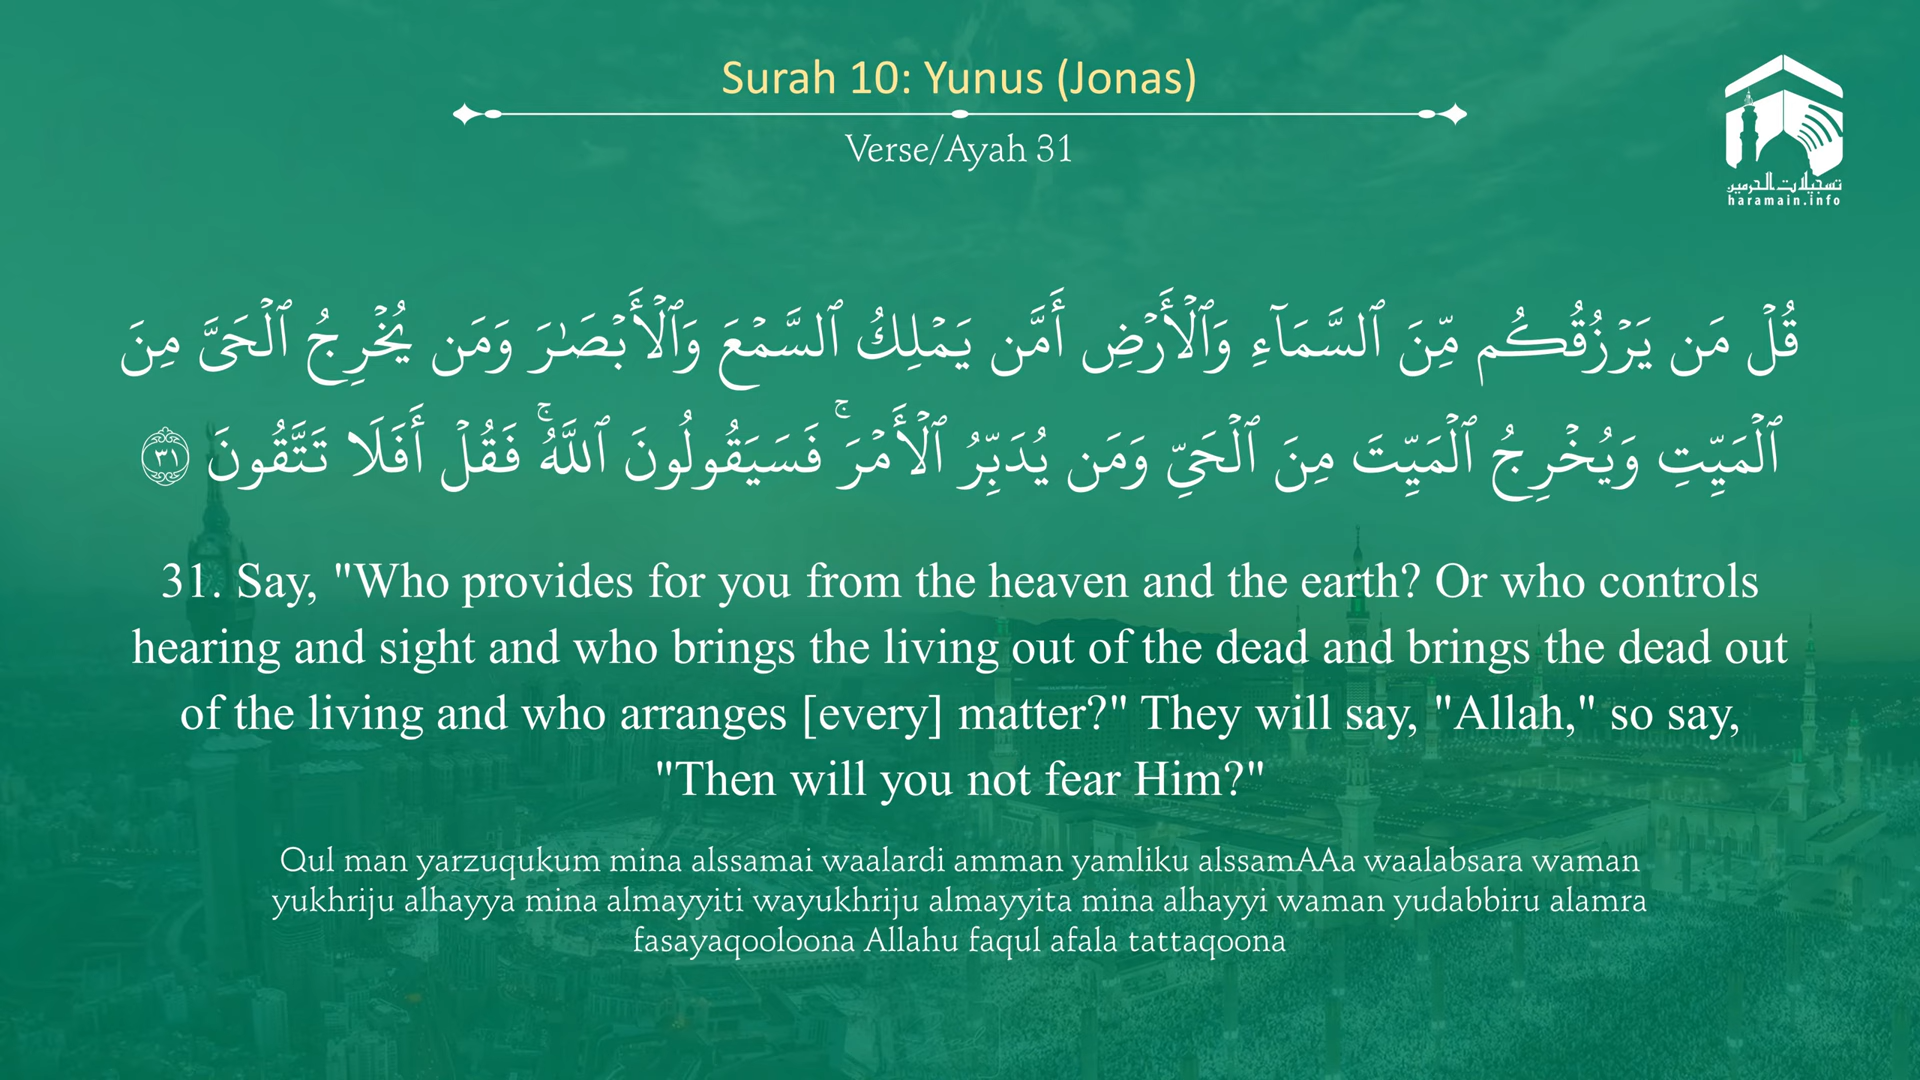 Surah 10: Yunus (Jonas)
Verse/Ayah 31
تسجيلات الحرمين
haramain.info
قُلۡ مَن يَرۡزُقُكُم مِّنَ ٱلسَّمَآءِ وَٱلۡأَرۡضِ أَمَّن يَمۡلِكُ ٱلسَّمۡعَ وَٱلۡأَبۡصَٰرَ وَمَن يُخۡرِجُ ٱلۡحَيَّ مِنَ
ٱلۡمَيِّتِ وَيُخۡرِجُ ٱلۡمَيِّتَ مِنَ ٱلۡحَيِّ وَمَن يُدَبِّرُ ٱلۡأَمۡرَۚ فَسَيَقُولُونَ ٱللَّهُۚ فَقُلۡ أَفَلَا تَتَّقُونَ ٣١
31. Say, "Who provides for you from the heaven and the earth? Or who controls
hearing and sight and who brings the living out of the dead and brings the dead out
of the living and who arranges [every] matter?" They will say, "Allah," so say,
"Then will you not fear Him?"
Qul man yarzuqukum mina alssamai waalardi amman yamliku alssamAAa waalabsara waman
yukhriju alhayya mina almayyiti wayukhriju almayyita mina alhayyi waman yudabbiru alamra
fasayaqooloona Allahu faqul afala tattaqoona